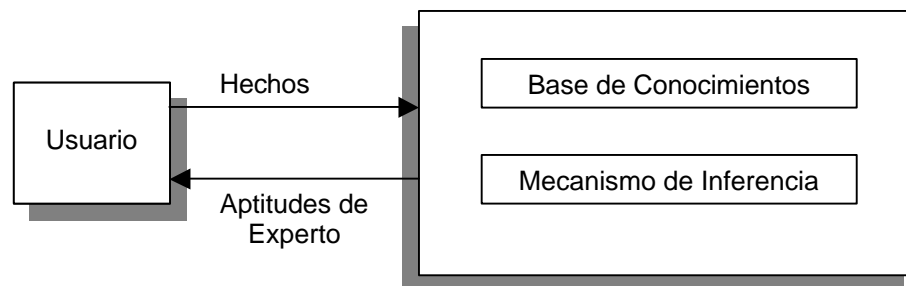 Hechos
Usuario
Aptitudes de
Experto
Base de Conocimientos
Mecanismo de Inferencia